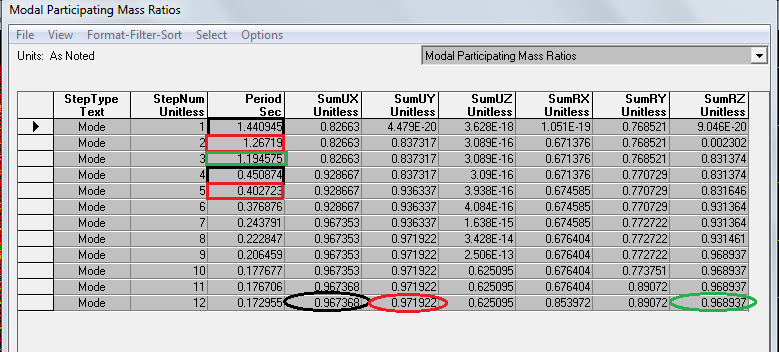 Modal Participating Mass Ratios
File View Format-Filter-Sort Select Options
Units: As Noted Modal Participating Mass Ratios
StepType StepNum Period SumUX SumUY SumUZ SumRX SumRY SumRZ
Text Unitless Sec Unitless Unitless Unitless Unitless Unitless Unitless
Mode 1 1.440945 0.82663 4.479E-20 3.628E-18 1.051E-19 0.768521 9.046E-20
Mode 2 1.26719 0.82663 0.837317 3.089E-16 0.671376 0.768521 0.002302
Mode 3 1.194575 0.82663 0.837317 3.089E-16 0.671376 0.768521 0.831374
Mode 4 0.450874 0.928667 0.837317 3.09E-16 0.671376 0.770729 0.831374
Mode 5 0.402723 0.928667 0.936337 3.938E-16 0.674585 0.770729 0.831646
Mode 6 0.376876 0.928667 0.936337 4.084E-16 0.674585 0.770729 0.931364
Mode 7 0.243791 0.967353 0.936337 1.638E-15 0.674585 0.772722 0.931364
Mode 8 0.222847 0.967353 0.971922 3.428E-14 0.676404 0.772722 0.931461
Mode 9 0.206459 0.967353 0.971922 2.506E-13 0.676404 0.772722 0.968937
Mode 10 0.177677 0.967353 0.971922 0.625095 0.676404 0.773751 0.968937
Mode 11 0.176706 0.967368 0.971922 0.625095 0.676404 0.89072 0.968937
Mode 12 0.172955 0.967368 0.971922 0.625095 0.853972 0.89072 0.968937